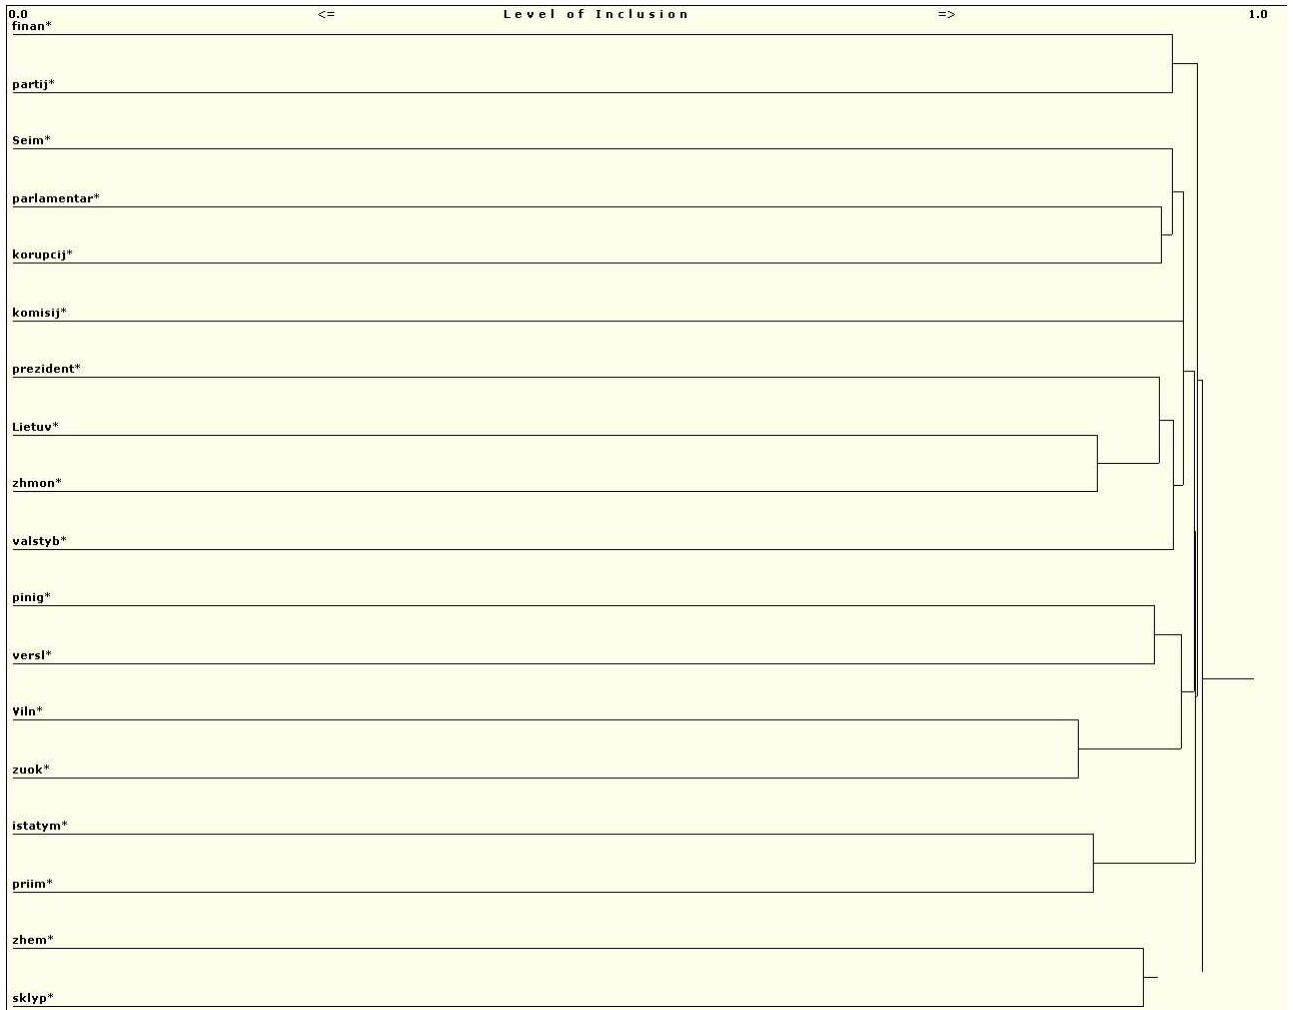 0.0 <= Level of Inclusion => 1.0
finan*
partij*
Seim*
parlamentar*
korupcij*
komisij*
prezident*
Lietuv*
zhmon*
valstyb*
pinig*
versl*
Viln*
zuok*
istatym*
priim*
zhem*
sklyp*